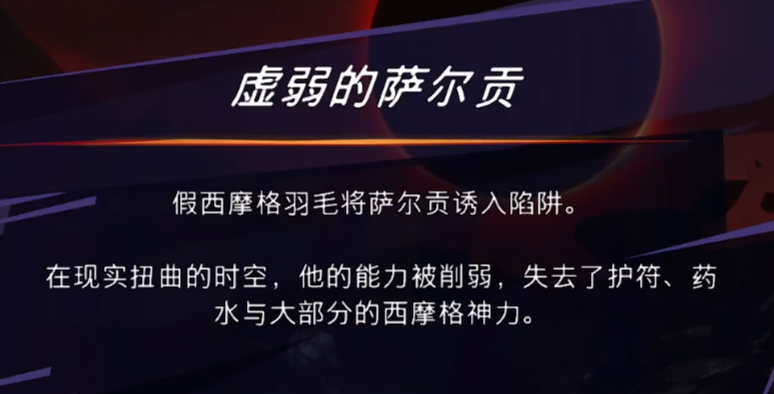 虚弱的萨尔贡
假西摩格羽毛将萨尔贡诱入陷阱。
在现实扭曲的时空，他的能力被削弱，失去了护符、药
水与大部分的西摩格神力。